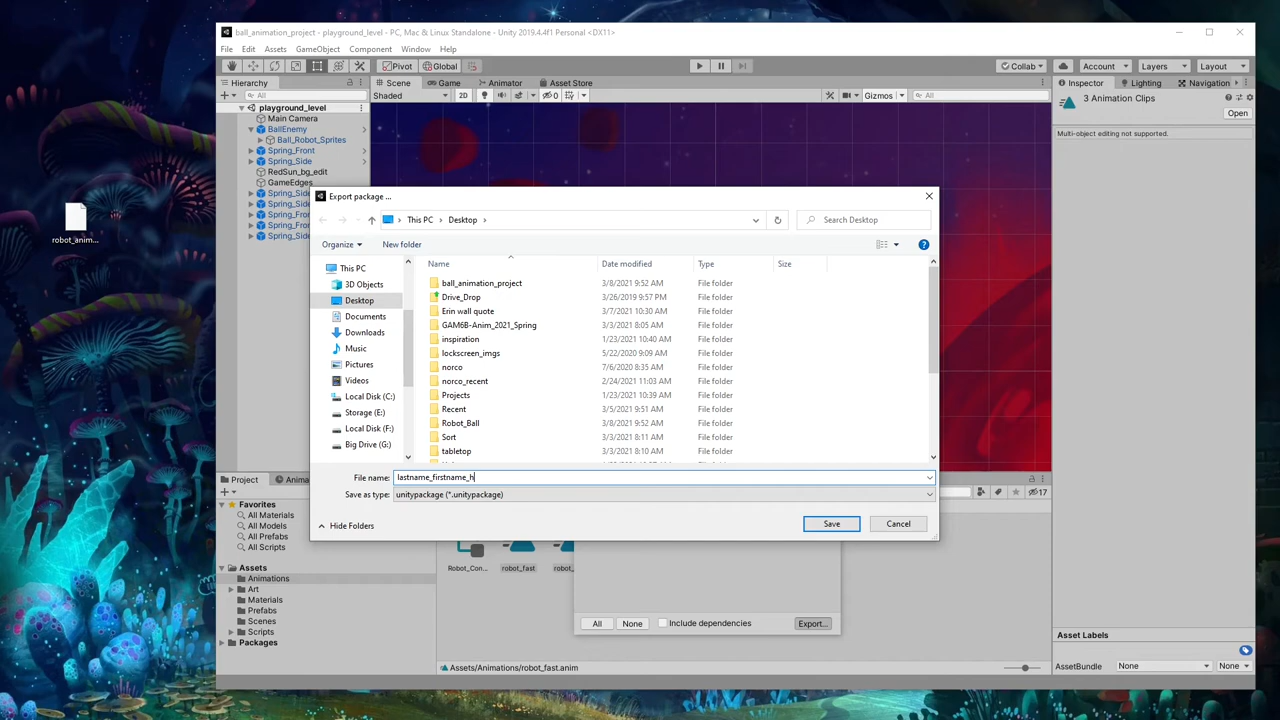 ball_animation_project - playground_level - PC, Mac & Linux Standalone - Unity 2019.4.4f1 Personal <DX11>
File Edit Assets GameObject Component Window Help
Pivot Global Collab Account Layers Layout
Hierarchy Scene Game Animator Asset Store Inspector Lighting Navigation
All Shaded 2D 0 Gizmos All
3 Animation Clips
Open
playground_level
Main Camera
BallEnemy
Multi-object editing not supported.
Ball_Robot_Sprites
Spring_Front
Spring_Side
RedSun_bg_edit
GameEdges
Spring_Side
Spring_Side
Spring_Fron
Spring_Fron
Spring_Side
robot_anim...
Export package ...
This PC Desktop Search Desktop
Organize New folder
Name Date modified Type Size
This PC
3D Objects
Desktop
Documents
Downloads
Music
Pictures
Videos
Local Disk (C:)
Storage (E:)
Local Disk (F:)
Big Drive (G:)
ball_animation_project 3/8/2021 9:52 AM File folder
Drive_Drop 3/26/2019 9:57 PM File folder
Erin wall quote 3/7/2021 10:30 AM File folder
GAM6B-Anim_2021_Spring 3/3/2021 8:05 AM File folder
inspiration 1/23/2021 10:40 AM File folder
lockscreen_imgs 5/22/2020 9:09 AM File folder
norco 7/6/2020 8:35 AM File folder
norco_recent 2/24/2021 11:03 AM File folder
Projects 1/23/2021 10:39 AM File folder
Recent 3/5/2021 9:51 AM File folder
Robot_Ball 3/8/2021 9:52 AM File folder
Sort 3/3/2021 8:11 AM File folder
tabletop 3/3/2021 8:11 AM File folder
File name: lastname_firstname_h
Save as type: unitypackage (*.unitypackage)
Hide Folders Save Cancel
Project Anima
17
Favorites
All Materials
All Models
All Prefabs
All Scripts
Assets
Animations
Art
Materials
Prefabs
Scenes
Scripts
Packages
Robot_Con... robot_fast robot_
All None Include dependencies Export...
Assets/Animations/robot_fast.anim
Asset Labels
AssetBundle None None